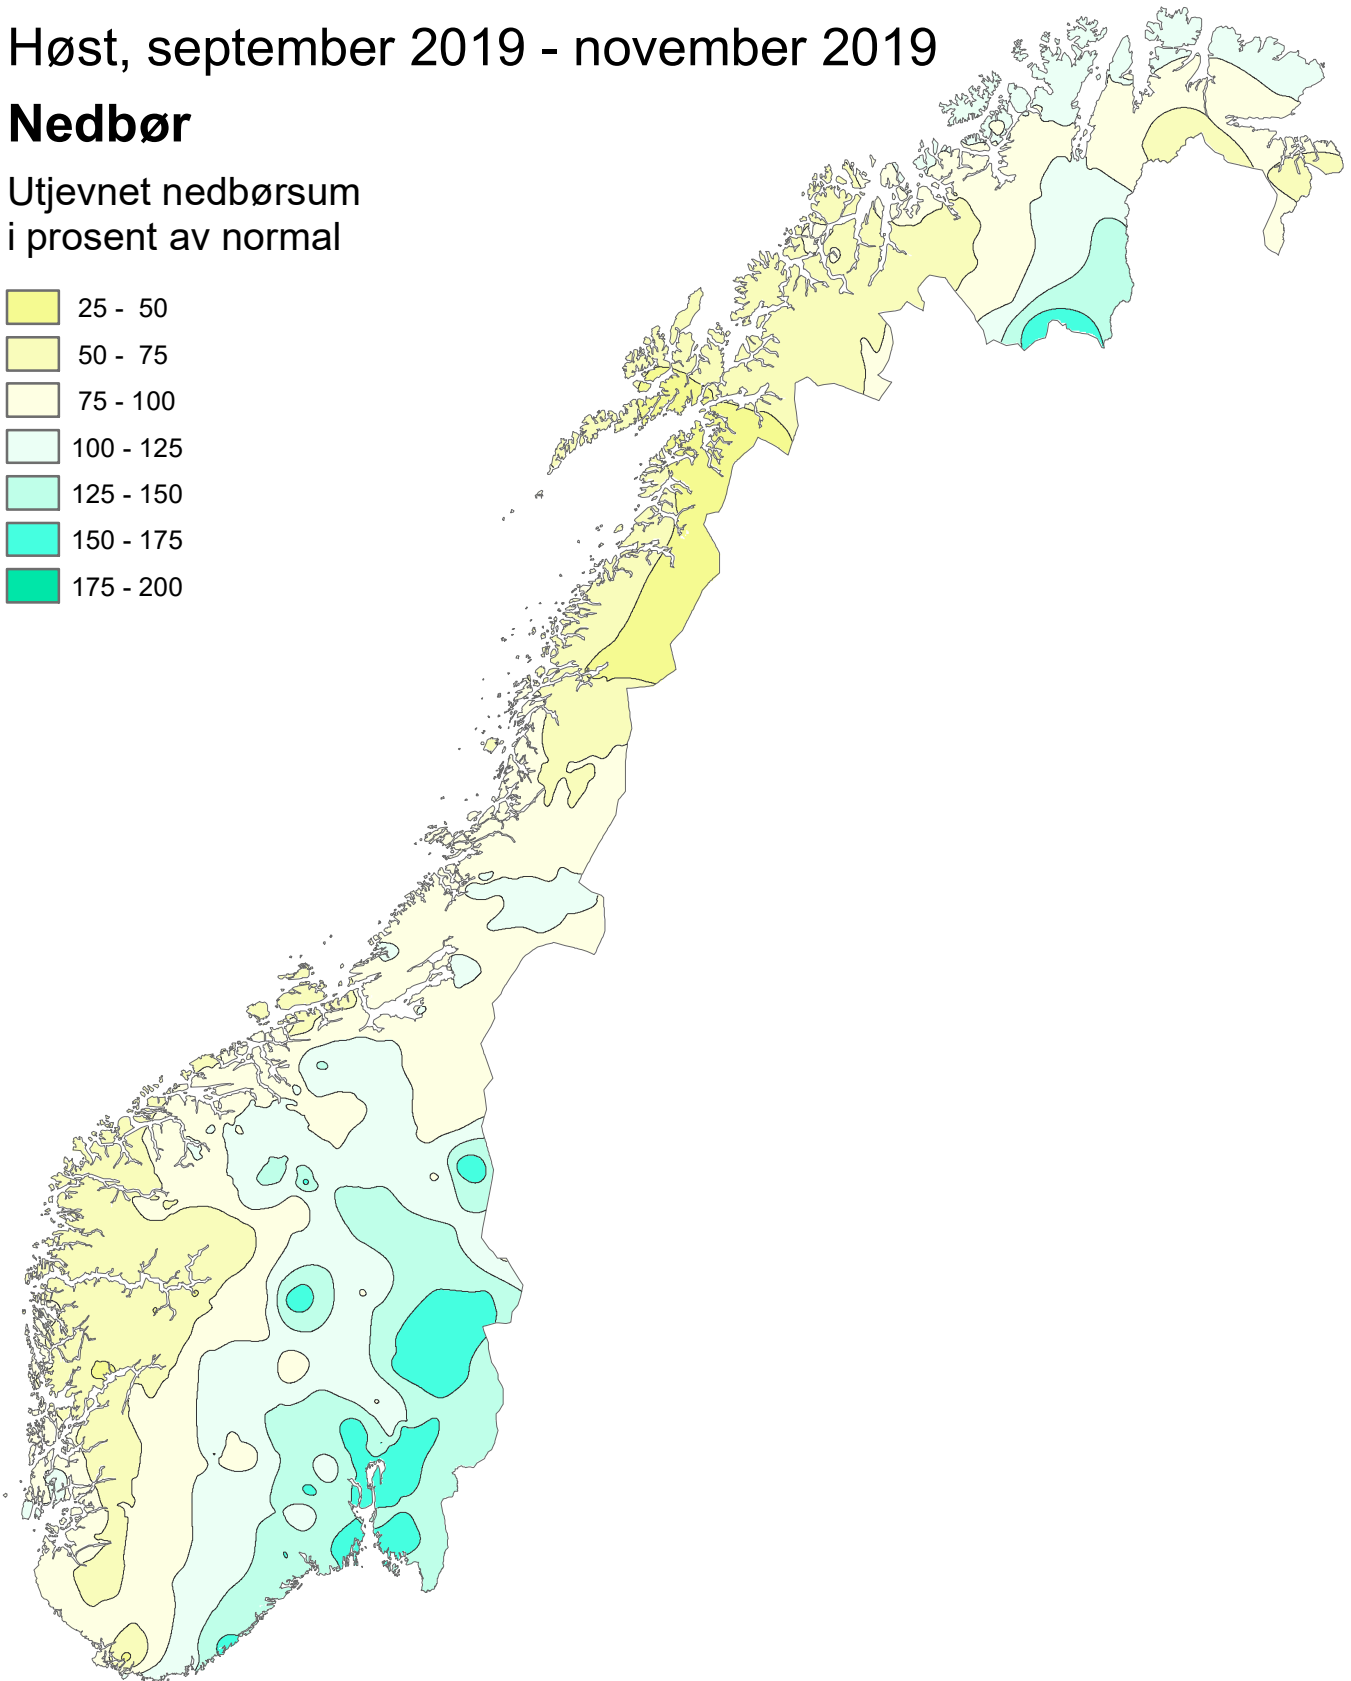 Høst, september 2019 - november 2019
Nedbør
Utjevnet nedbørsum
i prosent av normal
25 - 50
50 - 75
75 - 100
100 - 125
125 - 150
150 - 175
175 - 200